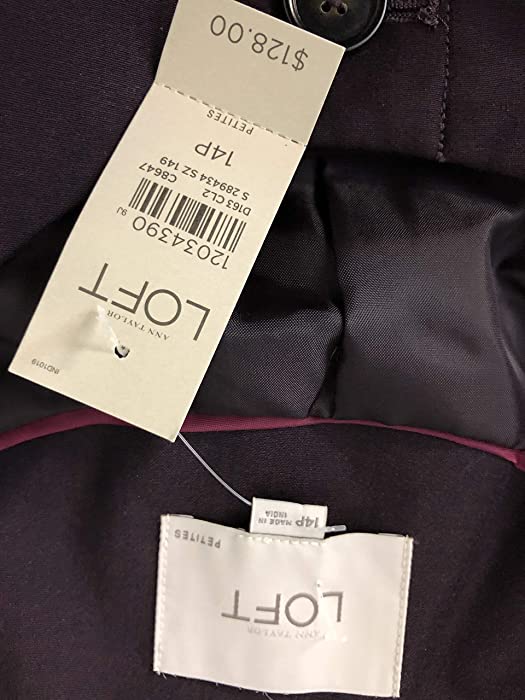 ANN TAYLOR
LOFT
12034390 9J
D163 CL2
C8647
S 289434 SZ 149
14P
PETITES
$128.00
IND1019
14P
MADE IN
INDIA
ANN TAYLOR
LOFT
PETITES